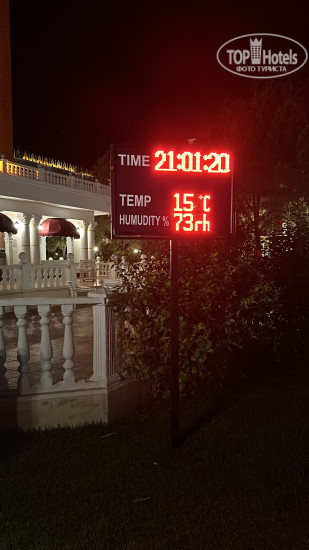 TOP HOTELS
ФОТО ТУРИСТА
TIME 21:01:20
TEMP 15 °C
HUMUDITY % 73rh